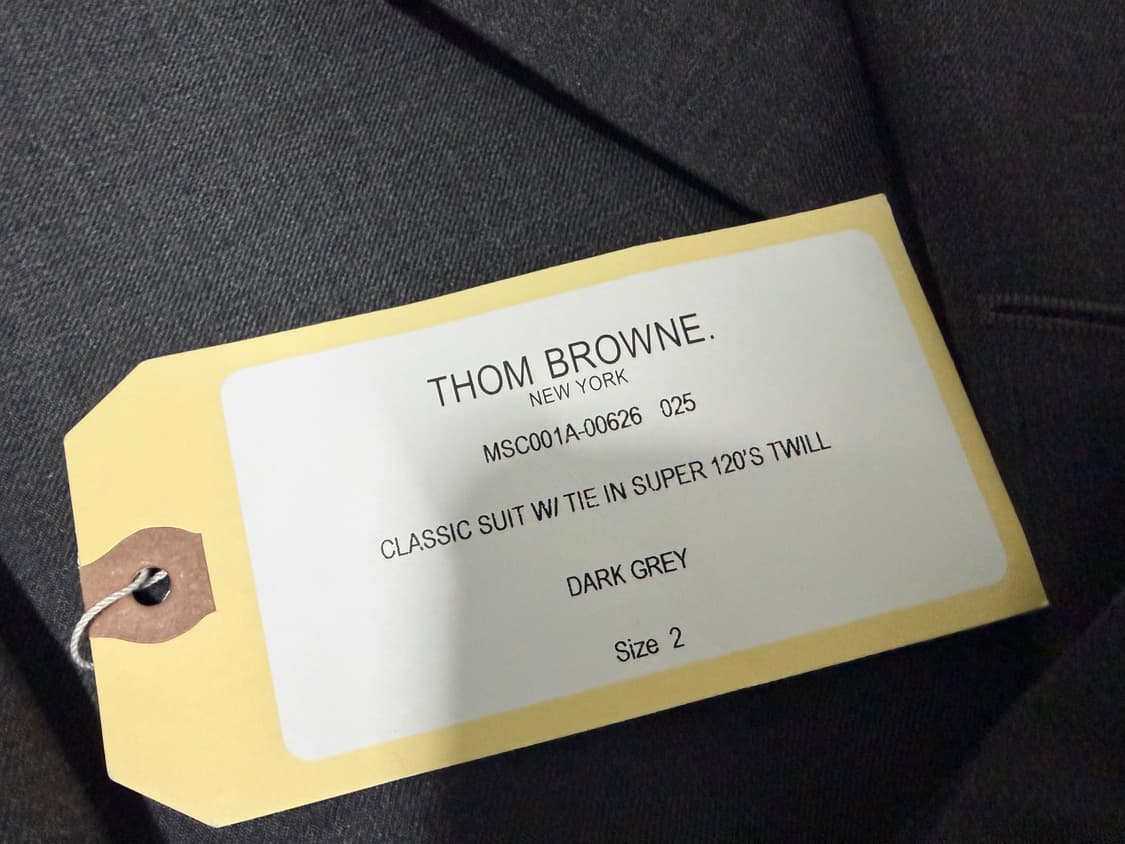 THOM BROWNE.
NEW YORK
MSC001A-00626 025
CLASSIC SUIT W/ TIE IN SUPER 120'S TWILL
DARK GREY
Size 2